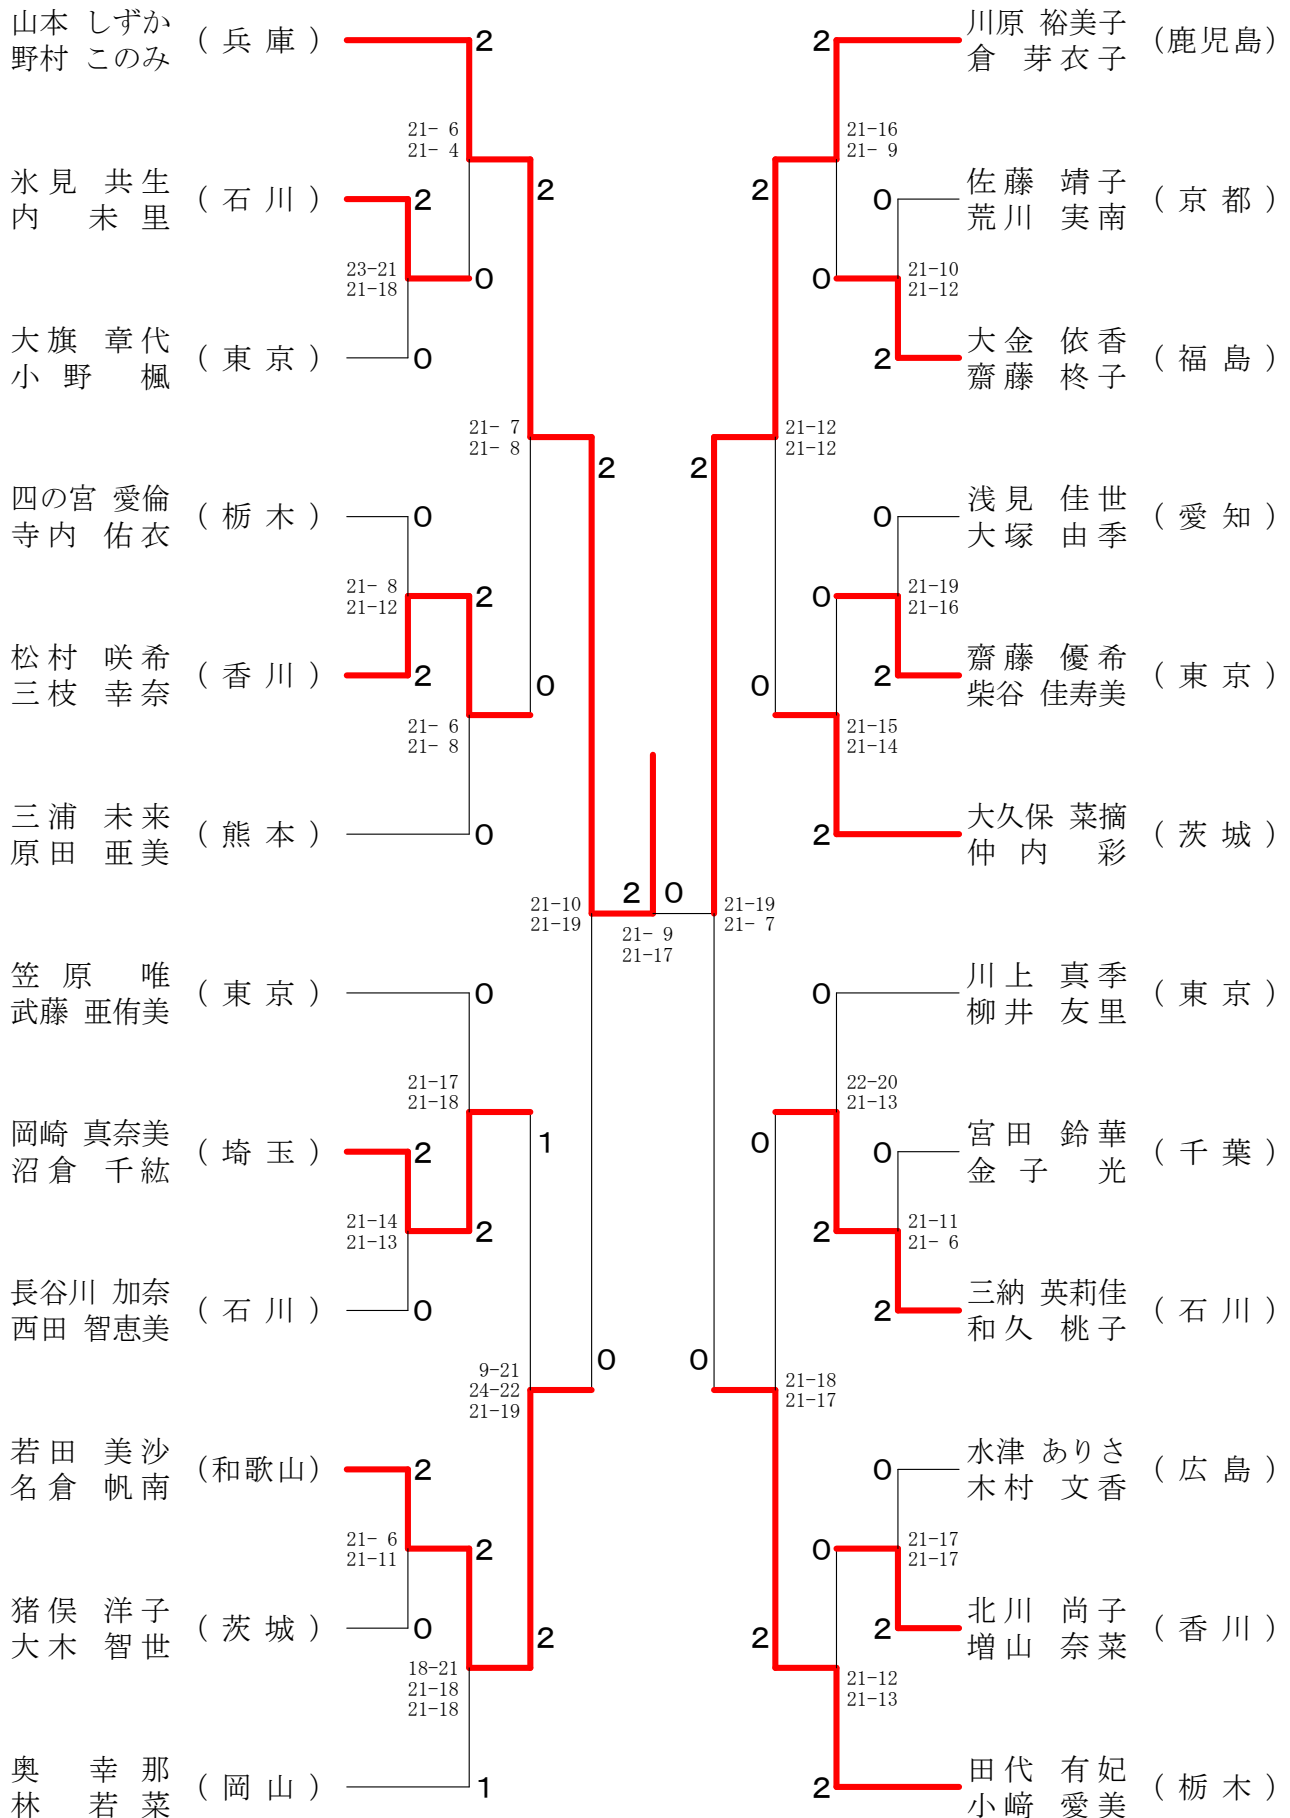 山本 しずか
野村 このみ
(兵庫)
2
21- 6
21- 4
氷見 共生
内 未里
(石川)
2
2
23-21
21-18
0
大旗 章代
小野 楓
(東京)
0
21- 7
21- 8
2
四の宮 愛倫
寺内 佑衣
(栃木)
0
21- 8
21-12
2
松村 咲希
三枝 幸奈
(香川)
2
0
21- 6
21- 8
三浦 未来
原田 亜美
(熊本)
0
21-10
21-19
2
0
21- 9
21-17
笠原 唯
武藤 亜侑美
(東京)
0
21-17
21-18
岡崎 真奈美
沼倉 千紘
(埼玉)
2
1
21-14
21-13
2
長谷川 加奈
西田 智恵美
(石川)
0
9-21
24-22
21-19
0
若田 美沙
名倉 帆南
(和歌山)
2
21- 6
21-11
2
猪俣 洋子
大木 智世
(茨城)
0
2
18-21
21-18
21-18
奥 幸那
林 若菜
(岡山)
1
2
川原 裕美子
倉 芽衣子
(鹿児島)
21-16
21- 9
2
0
佐藤 靖子
荒川 実南
(京都)
0
21-10
21-12
2
大金 依香
齋藤 柊子
(福島)
21-12
21-12
2
0
浅見 佳世
大塚 由季
(愛知)
0
21-19
21-16
0
2
齋藤 優希
柴谷 佳寿美
(東京)
21-15
21-14
2
大久保 菜摘
仲内 彩
(茨城)
21-19
21- 7
0
川上 真季
柳井 友里
(東京)
22-20
21-13
0
0
宮田 鈴華
金子 光
(千葉)
2
21-11
21- 6
2
三納 英莉佳
和久 桃子
(石川)
0
21-18
21-17
0
水津 ありさ
木村 文香
(広島)
0
21-17
21-17
2
2
北川 尚子
増山 奈菜
(香川)
21-12
21-13
2
田代 有妃
小﨑 愛美
(栃木)